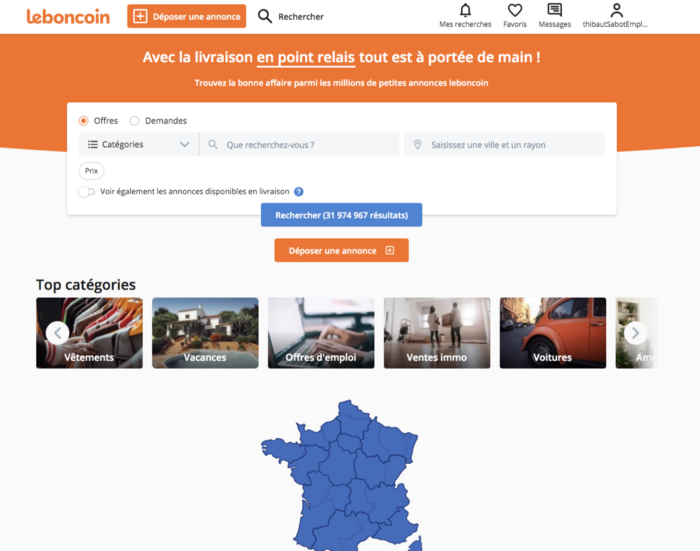 leboncoin
Déposer une annonce
Rechercher
Mes recherches
Favoris
Messages
thibautSabotEmpl...
Avec la livraison en point relais tout est à portée de main !
Trouvez la bonne affaire parmi les millions de petites annonces leboncoin
Offres
Demandes
Catégories
Que recherchez-vous ?
Saisissez une ville et un rayon
Prix
Voir également les annonces disponibles en livraison ?
Rechercher (31 974 967 résultats)
Déposer une annonce
Top catégories
Vêtements
Vacances
Offres d'emploi
Ventes immo
Voitures
Am